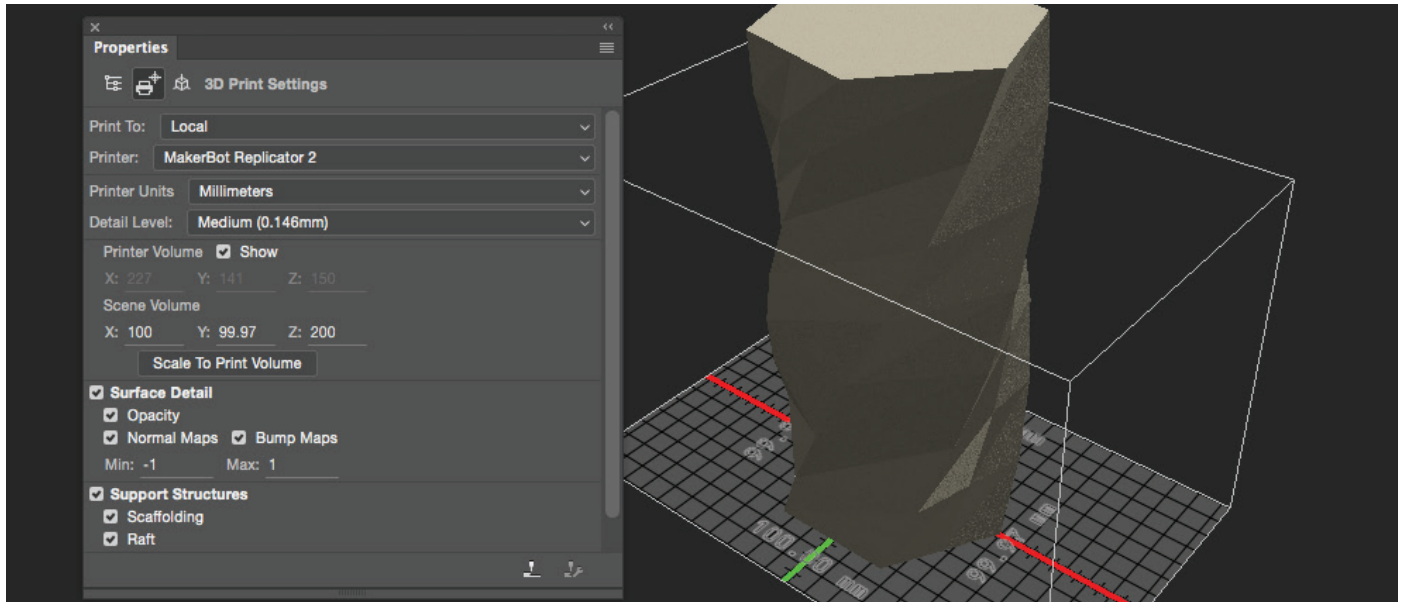 Properties
3D Print Settings
Print To: Local
Printer: MakerBot Replicator 2
Printer Units Millimeters
Detail Level: Medium (0.146mm)
Printer Volume Show
X: 227 Y: 141 Z: 150
Scene Volume
X: 100 Y: 99.97 Z: 200
Scale To Print Volume
Surface Detail
Opacity
Normal Maps Bump Maps
Min: -1 Max: 1
Support Structures
Scaffolding
Raft
mm